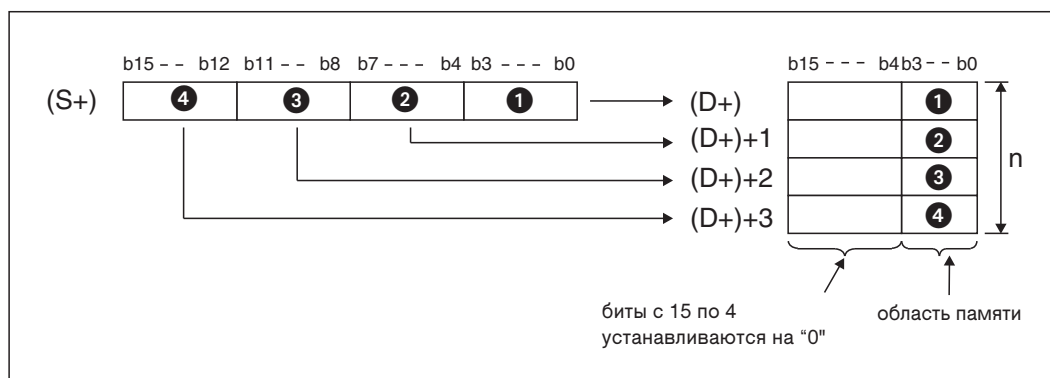 b15 - - b12 b11 - - b8 b7 - - - b4 b3 - - - b0 b15 - - - b4 b3 - - b0
(S+) ❹ ❸ ❷ ❶ (D+) ❶
(D+)+1 ❷
(D+)+2 ❸
(D+)+3 ❹
n
биты с 15 по 4 область памяти
устанавливаются на “0"